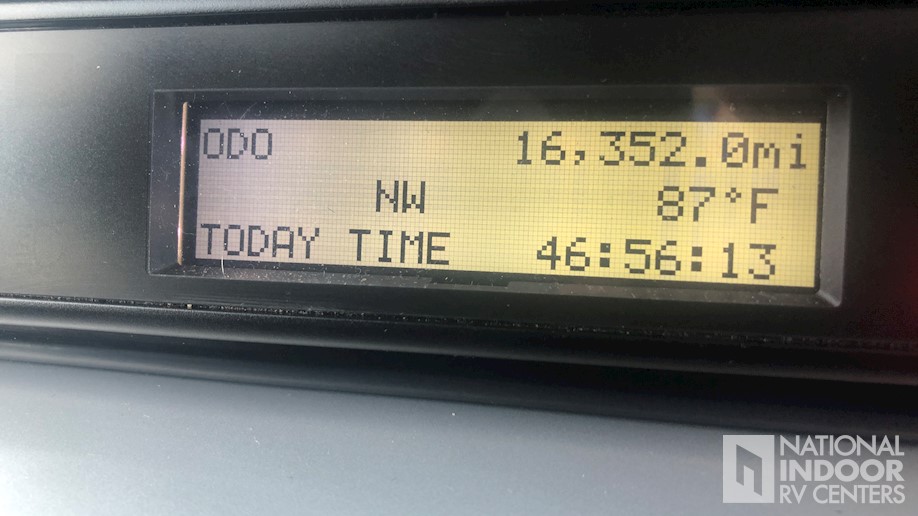 ODO 16,352.0mi
NW 87°F
TODAY TIME 46:56:13
NATIONAL
INDOOR
RV CENTERS